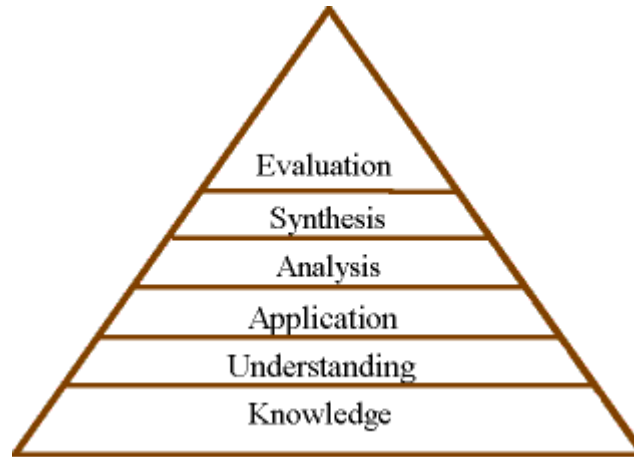 Evaluation
Synthesis
Analysis
Application
Understanding
Knowledge